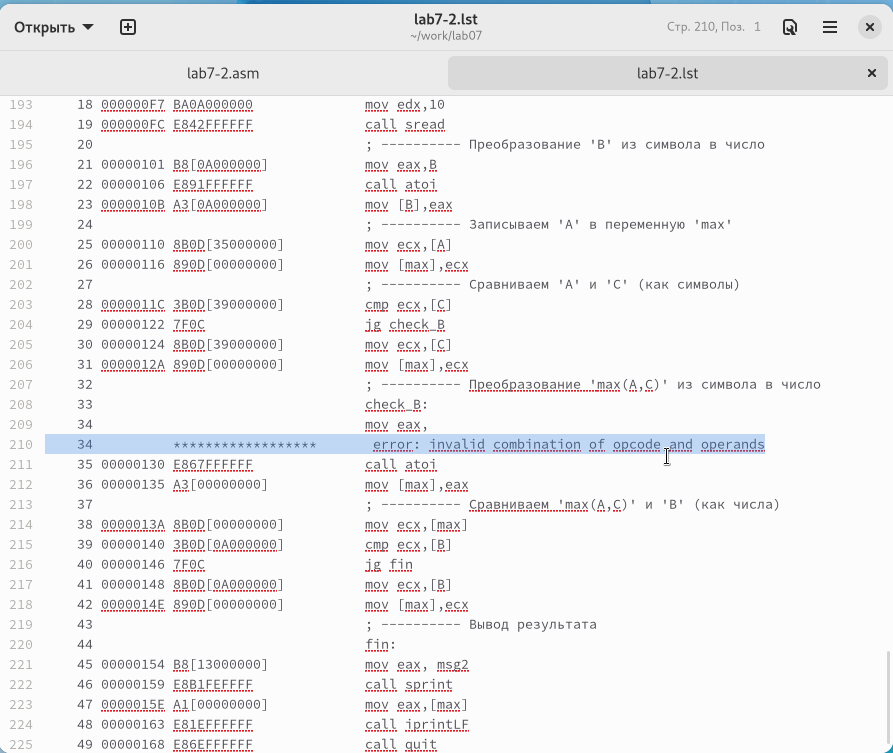 Открыть
lab7-2.lst
~/work/lab07
Стр. 210, Поз. 1
lab7-2.asm
lab7-2.lst
193 18 000000F7 BA0A000000 mov edx,10
194 19 000000FC E842FFFFFF call sread
195 20 ; ---------- Преобразование 'B' из символа в число
196 21 00000101 B8[0A000000] mov eax,B
197 22 00000106 E891FFFFFF call atoi
198 23 0000010B A3[0A000000] mov [B],eax
199 24 ; ---------- Записываем 'A' в переменную 'max'
200 25 00000110 8B0D[35000000] mov ecx,[A]
201 26 00000116 890D[00000000] mov [max],ecx
202 27 ; ---------- Сравниваем 'A' и 'C' (как символы)
203 28 0000011C 3B0D[39000000] cmp ecx,[C]
204 29 00000122 7F0C jg check_B
205 30 00000124 8B0D[39000000] mov ecx,[C]
206 31 0000012A 890D[00000000] mov [max],ecx
207 32 ; ---------- Преобразование 'max(A,C)' из символа в число
208 33 check_B:
209 34 mov eax,
210 34 ****************** error: invalid combination of opcode and operands
211 35 00000130 E867FFFFFF call atoi
212 36 00000135 A3[00000000] mov [max],eax
213 37 ; ---------- Сравниваем 'max(A,C)' и 'B' (как числа)
214 38 0000013A 8B0D[00000000] mov ecx,[max]
215 39 00000140 3B0D[0A000000] cmp ecx,[B]
216 40 00000146 7F0C jg fin
217 41 00000148 8B0D[0A000000] mov ecx,[B]
218 42 0000014E 890D[00000000] mov [max],ecx
219 43 ; ---------- Вывод результата
220 44 fin:
221 45 00000154 B8[13000000] mov eax, msg2
222 46 00000159 E8B1FEFFFF call sprint
223 47 0000015E A1[00000000] mov eax,[max]
224 48 00000163 E81EFFFFFF call iprintLF
225 49 00000168 E86EFFFFFF call quit